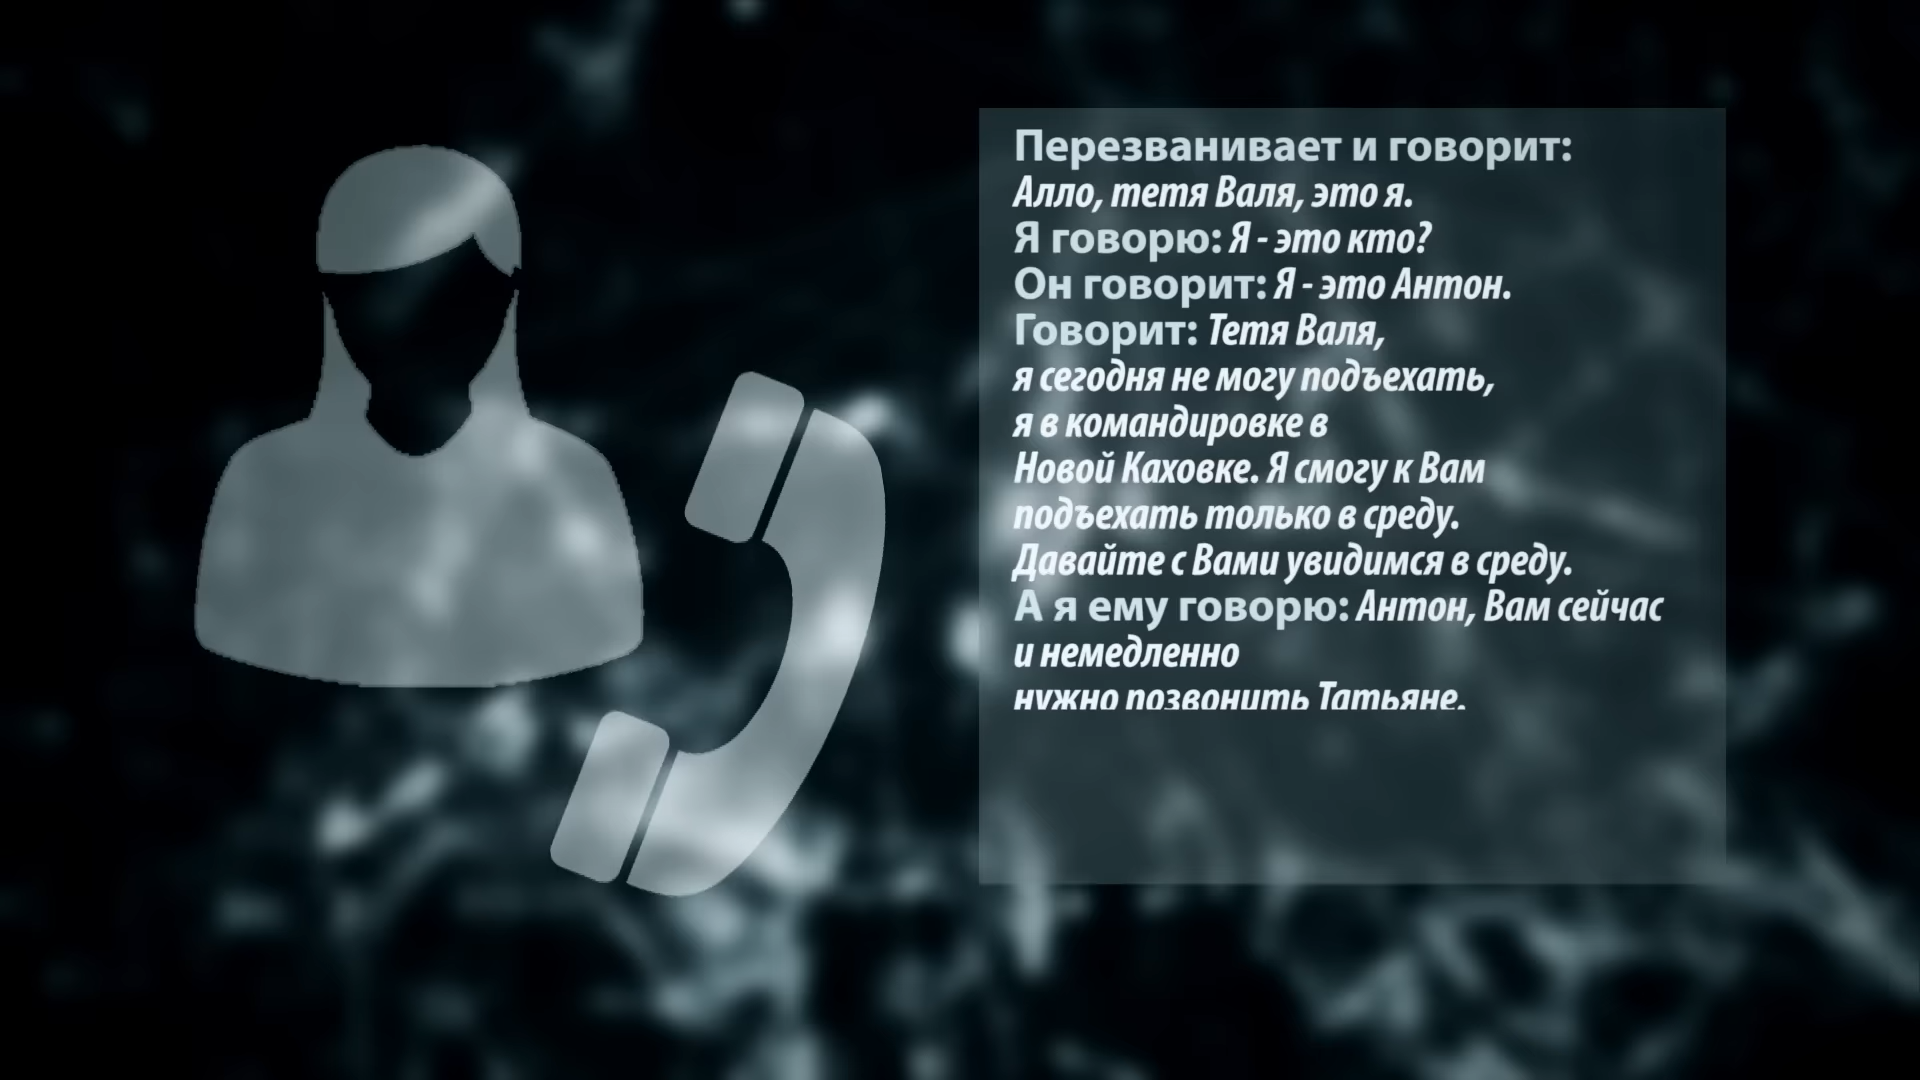 Перезванивает и говорит:
Алло, тетя Валя, это я.
Я говорю: Я - это кто?
Он говорит: Я - это Антон.
Говорит: Тетя Валя,
я сегодня не могу подъехать,
я в командировке в
Новой Каховке. Я смогу к Вам
подъехать только в среду.
Давайте с Вами увидимся в среду.
А я ему говорю: Антон, Вам сейчас
и немедленно
нужно позвонить Татьяне.